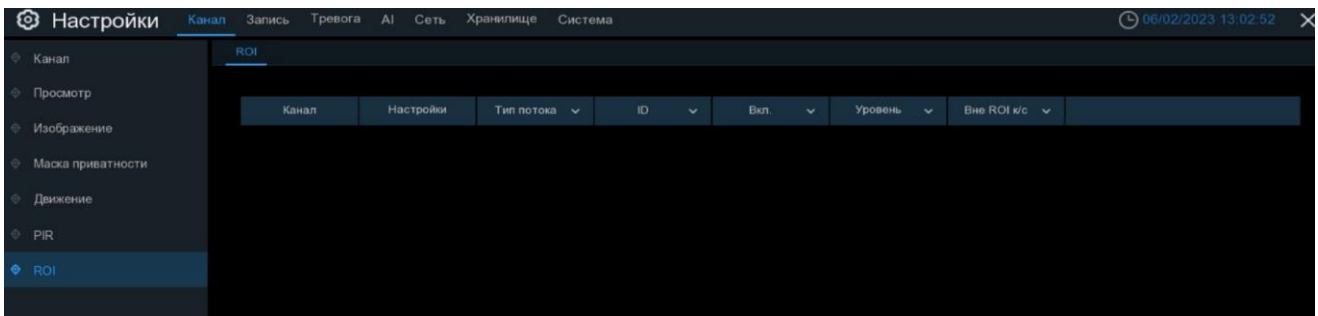 Настройки Канал Запись Тревога AI Сеть Хранилище Система 06/02/2023 13:02:52
ROI
Канал
Просмотр
Изображение
Маска приватности
Движение
PIR
ROI
Канал Настройки Тип потока ID Вкл. Уровень Вне ROI к/с